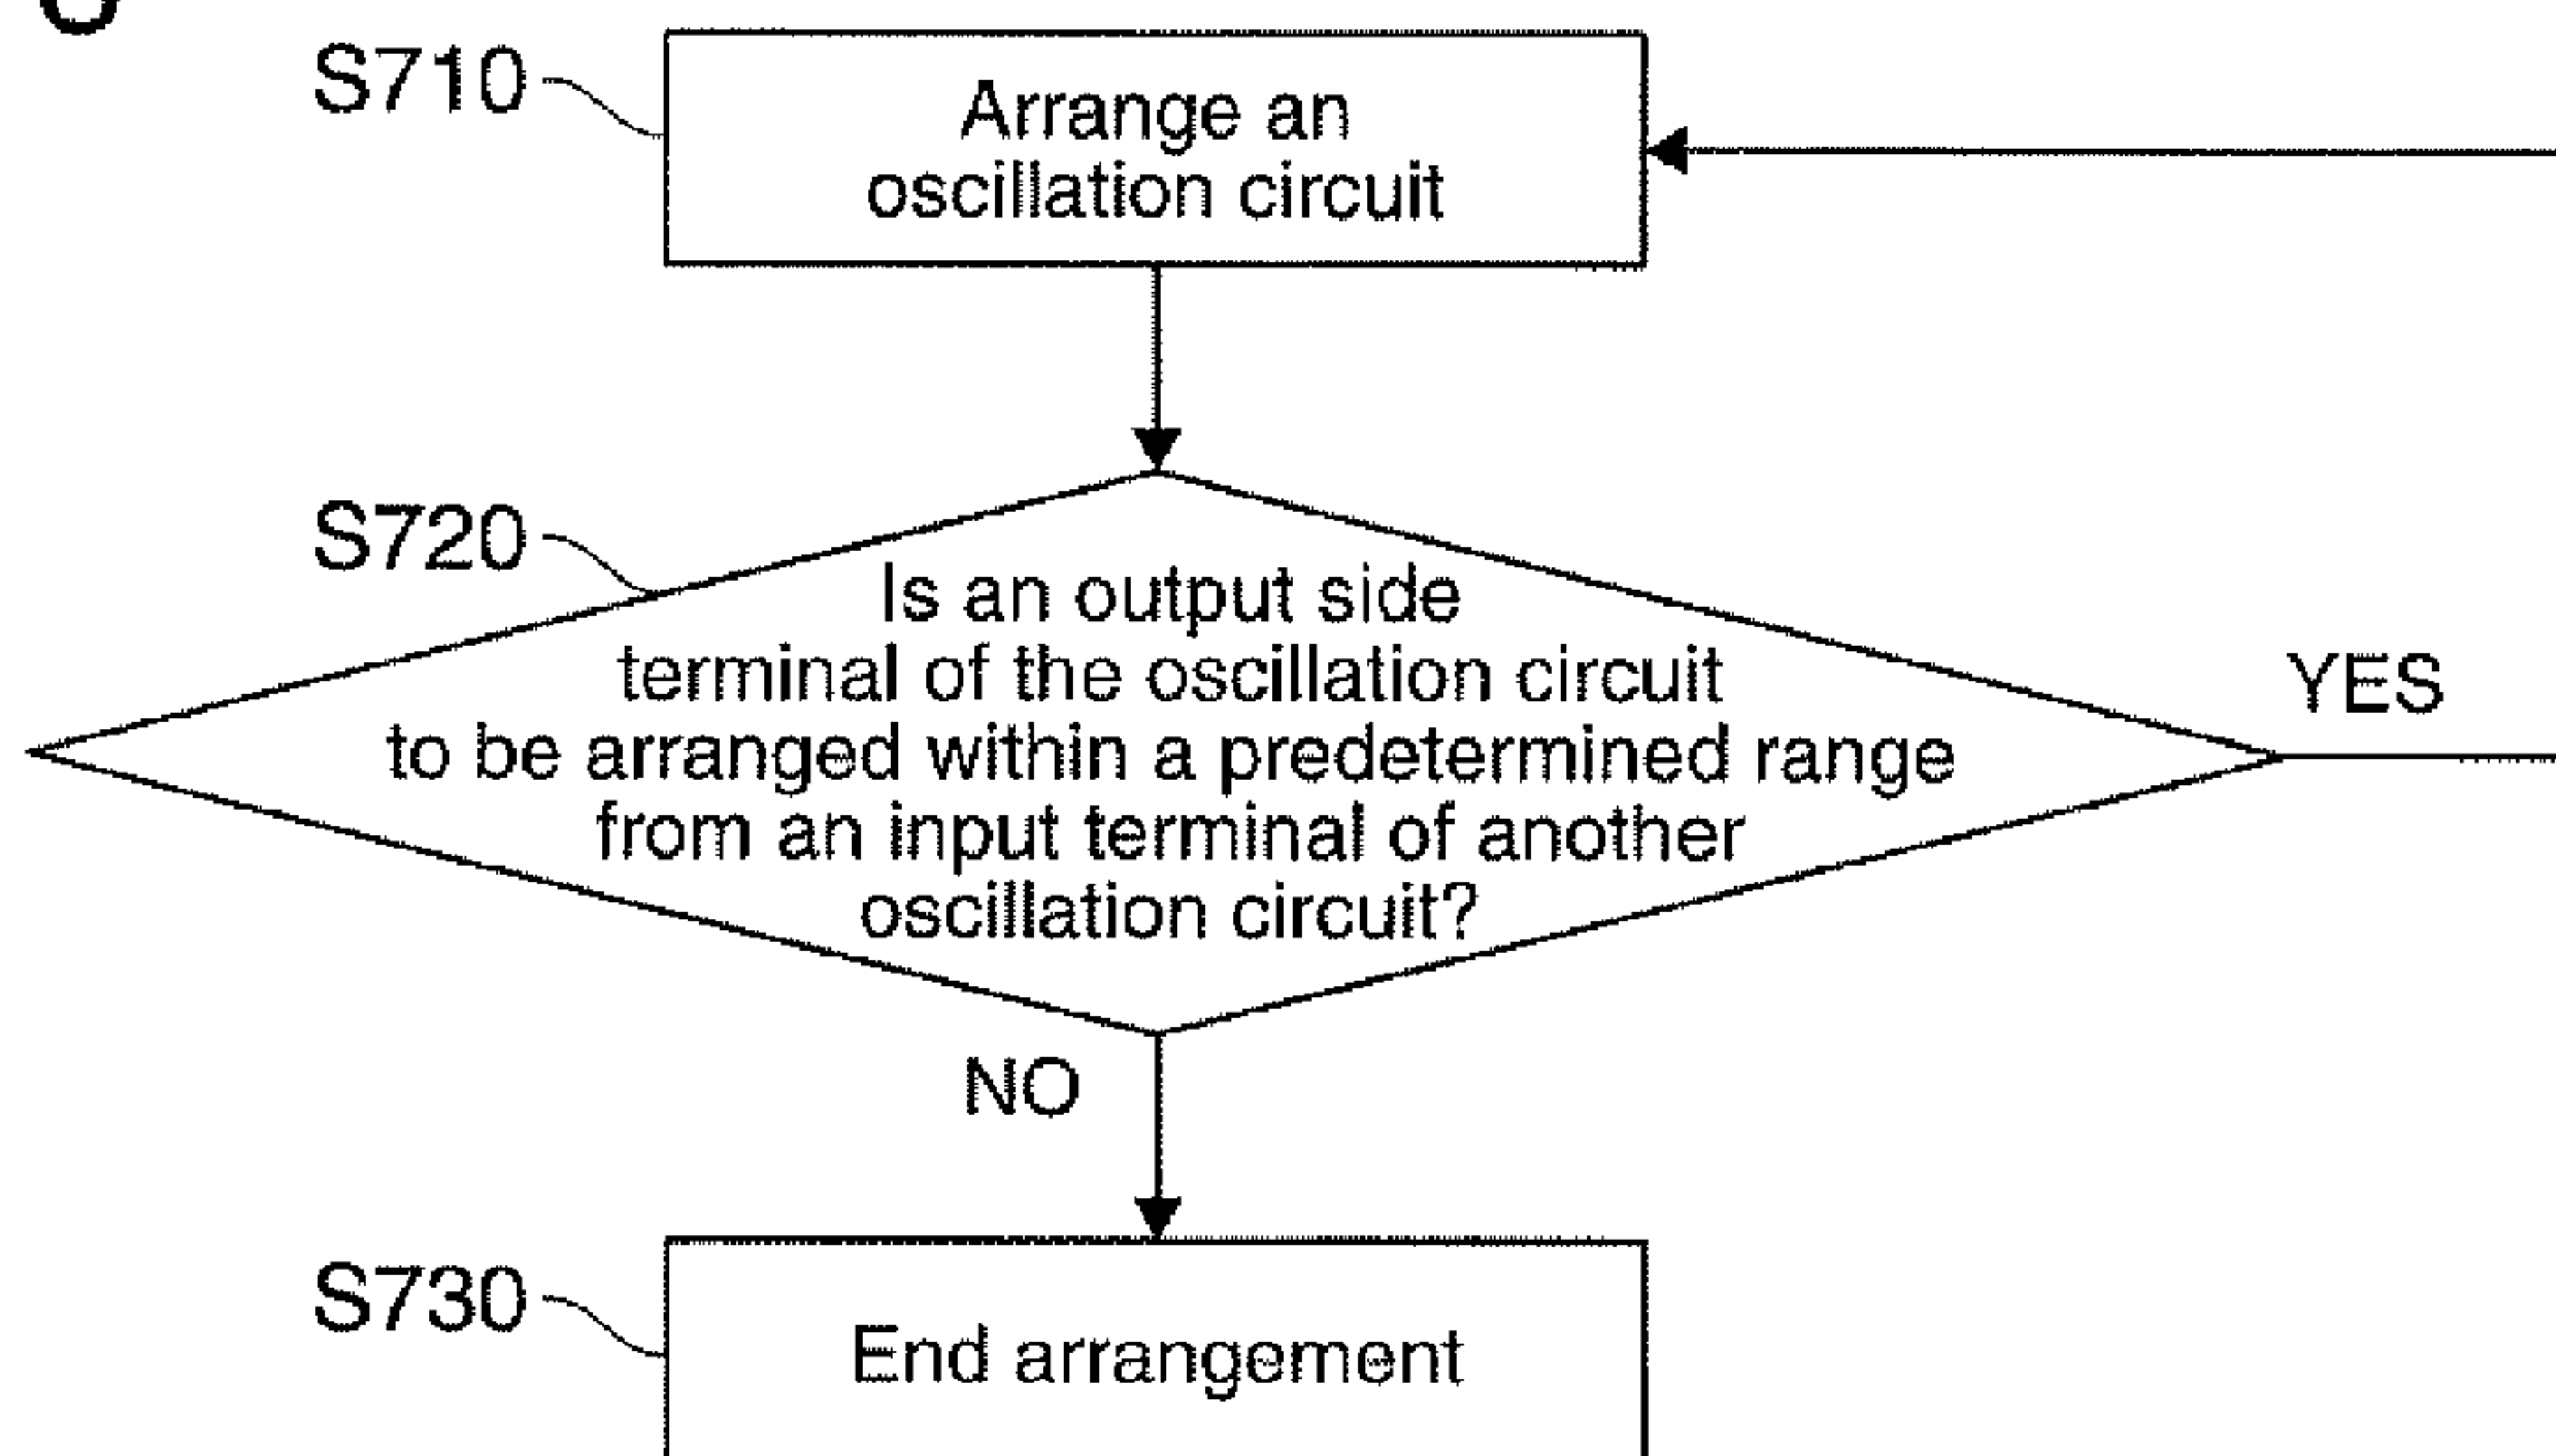 S710
Arrange an
oscillation circuit
S720
Is an output side
terminal of the oscillation circuit
to be arranged within a predetermined range
from an input terminal of another
oscillation circuit?
YES
NO
S730
End arrangement